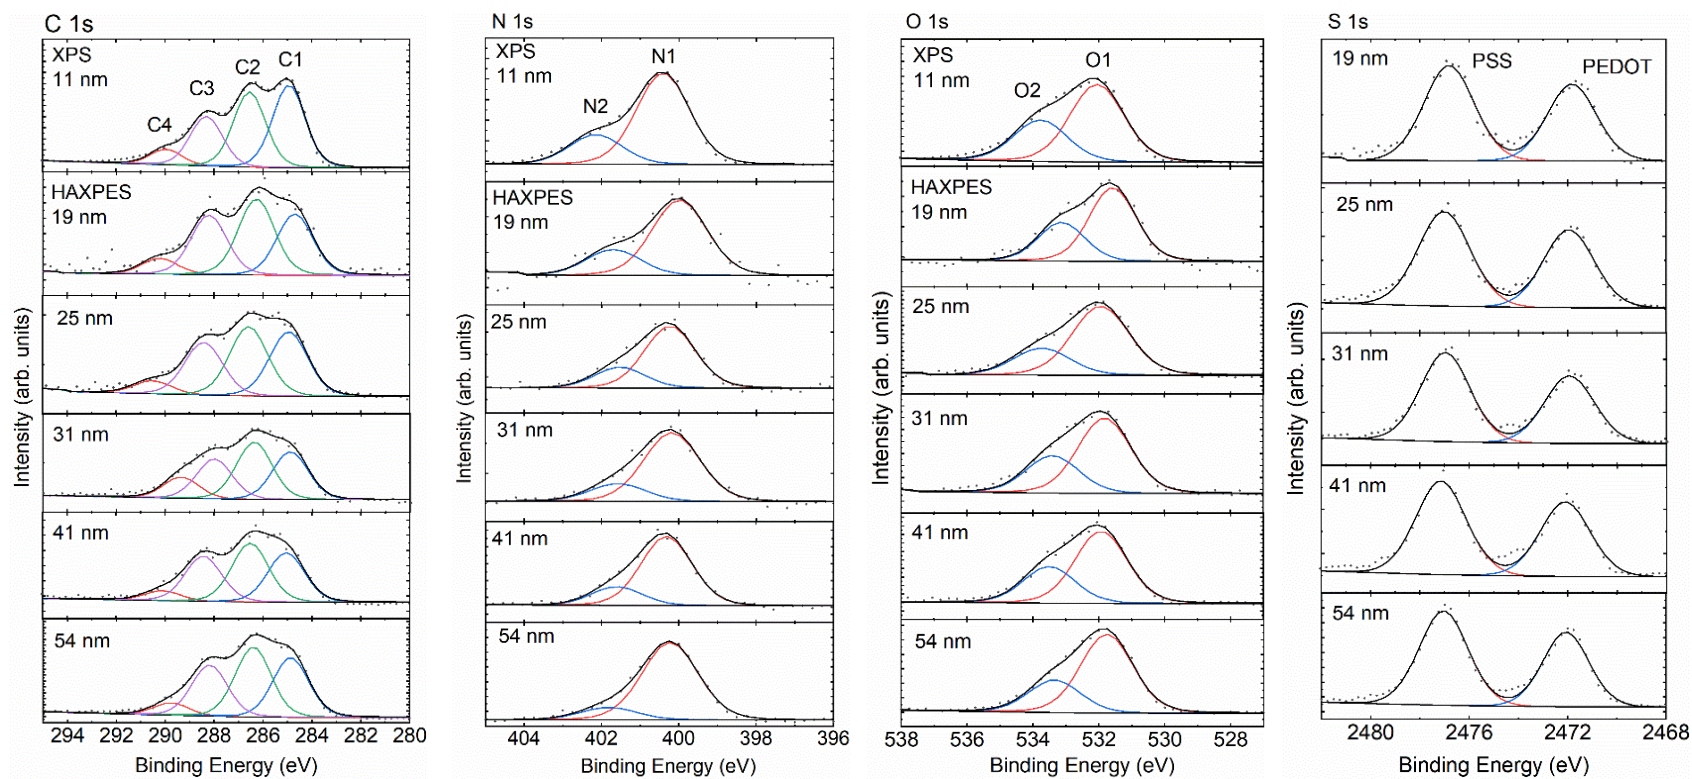 C 1s
XPS
11 nm
C4
C3
C2
C1
HAXPES
19 nm
25 nm
31 nm
41 nm
54 nm
Intensity (arb. units)
294 292 290 288 286 284 282 280
Binding Energy (eV)
N 1s
XPS
11 nm
N2
N1
HAXPES
19 nm
25 nm
31 nm
41 nm
54 nm
Intensity (arb. units)
404 402 400 398 396
Binding Energy (eV)
O 1s
XPS
11 nm
O2
O1
HAXPES
19 nm
25 nm
31 nm
41 nm
54 nm
Intensity (arb. units)
538 536 534 532 530 528
Binding Energy (eV)
S 1s
19 nm
PSS
PEDOT
25 nm
31 nm
41 nm
54 nm
Intensity (arb. units)
2480 2476 2472 2468
Binding Energy (eV)